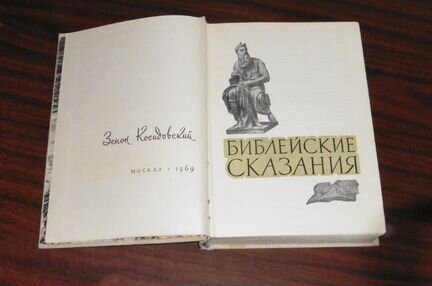 Зенон Косидовский
МОСКВА • 1969
БИБЛЕЙСКИЕ
СКАЗАНИЯ